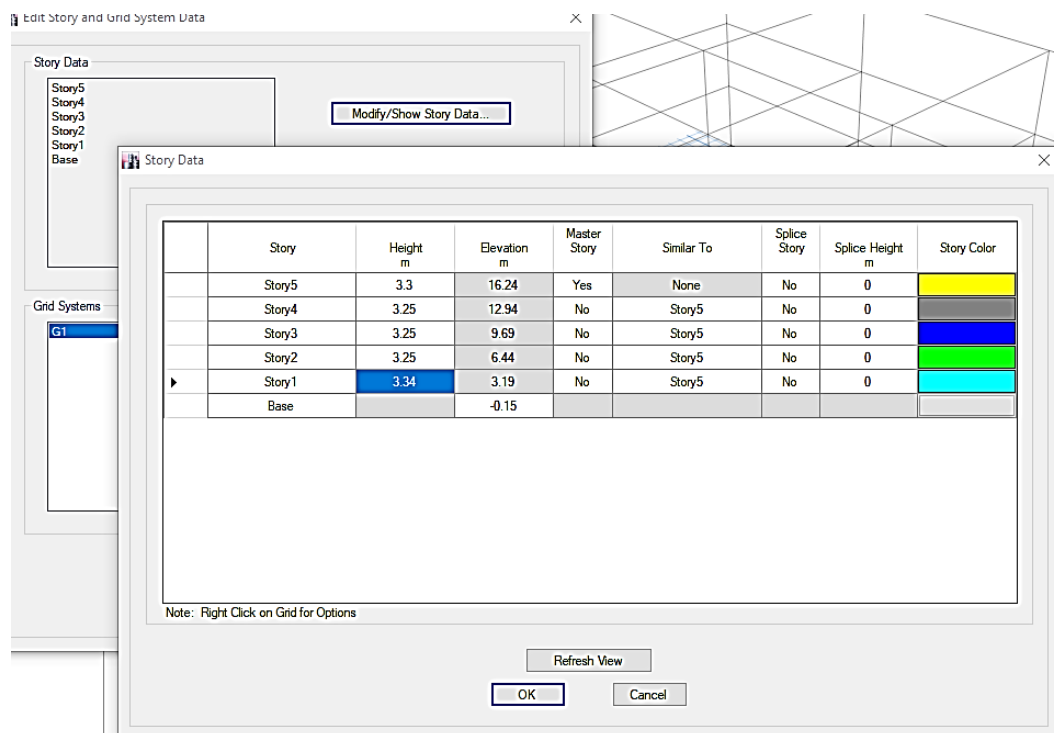 Edit Story and Grid System Data
Story Data
Story5
Story4
Story3
Story2
Story1
Base
Modify/Show Story Data...
Grid Systems
G1
Story Data
Story Height m Elevation m Master Story Similar To Splice Story Splice Height m Story Color
Story5 3.3 16.24 Yes None No 0
Story4 3.25 12.94 No Story5 No 0
Story3 3.25 9.69 No Story5 No 0
Story2 3.25 6.44 No Story5 No 0
Story1 3.34 3.19 No Story5 No 0
Base -0.15
Note: Right Click on Grid for Options
Refresh View
OK Cancel